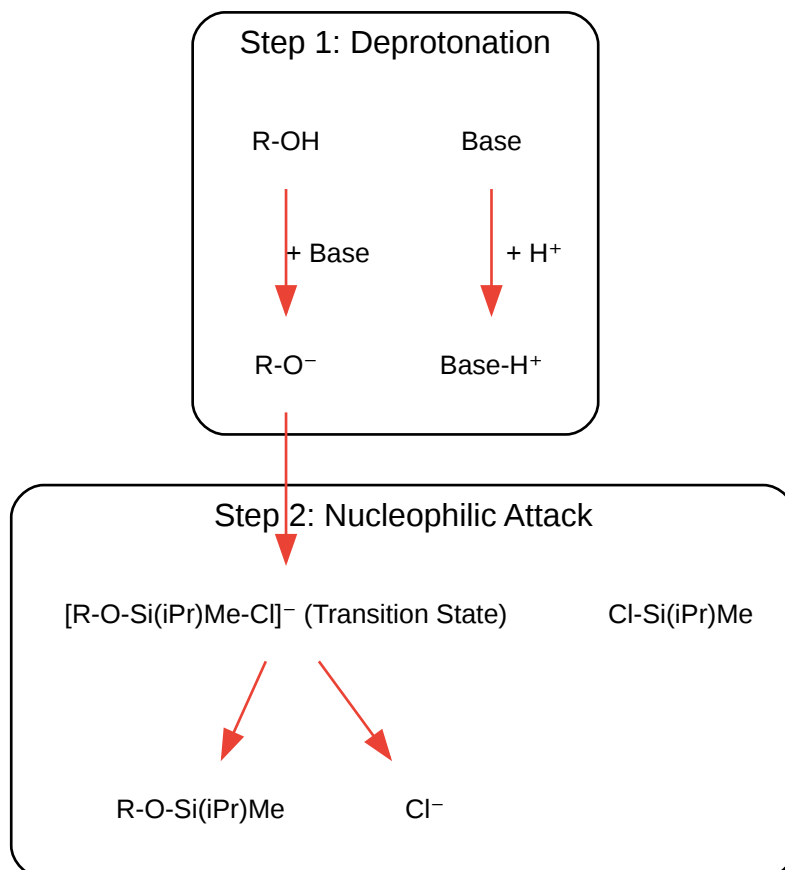 Step 1: Deprotonation
R-OH Base
+ Base + H⁺
R-O⁻ Base-H⁺
Step 2: Nucleophilic Attack
[R-O-Si(iPr)Me-Cl]⁻ (Transition State) Cl-Si(iPr)Me
R-O-Si(iPr)Me Cl⁻